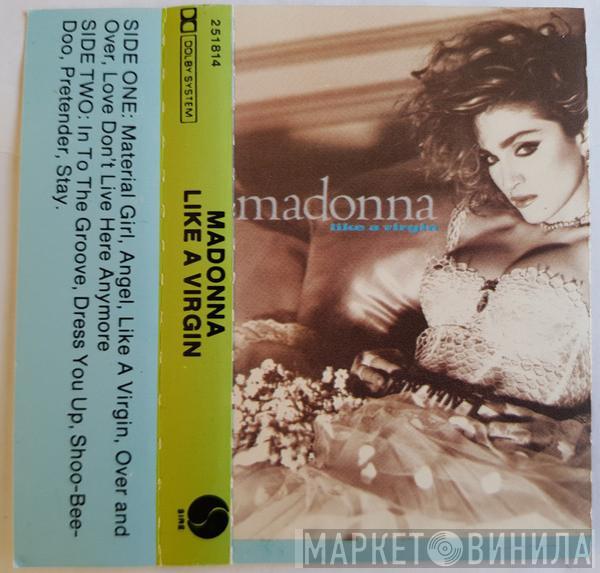 SIDE ONE: Material Girl, Angel, Like A Virgin, Over and
Over, Love Don't Live Here Anymore
SIDE TWO: In To The Groove, Dress You Up, Shoo-Bee-
Doo, Pretender, Stay.
251814
DOLBY SYSTEM
MADONNA
LIKE A VIRGIN
SIRE
madonna
like a virgin
МАРКЕТ ВИНИЛА